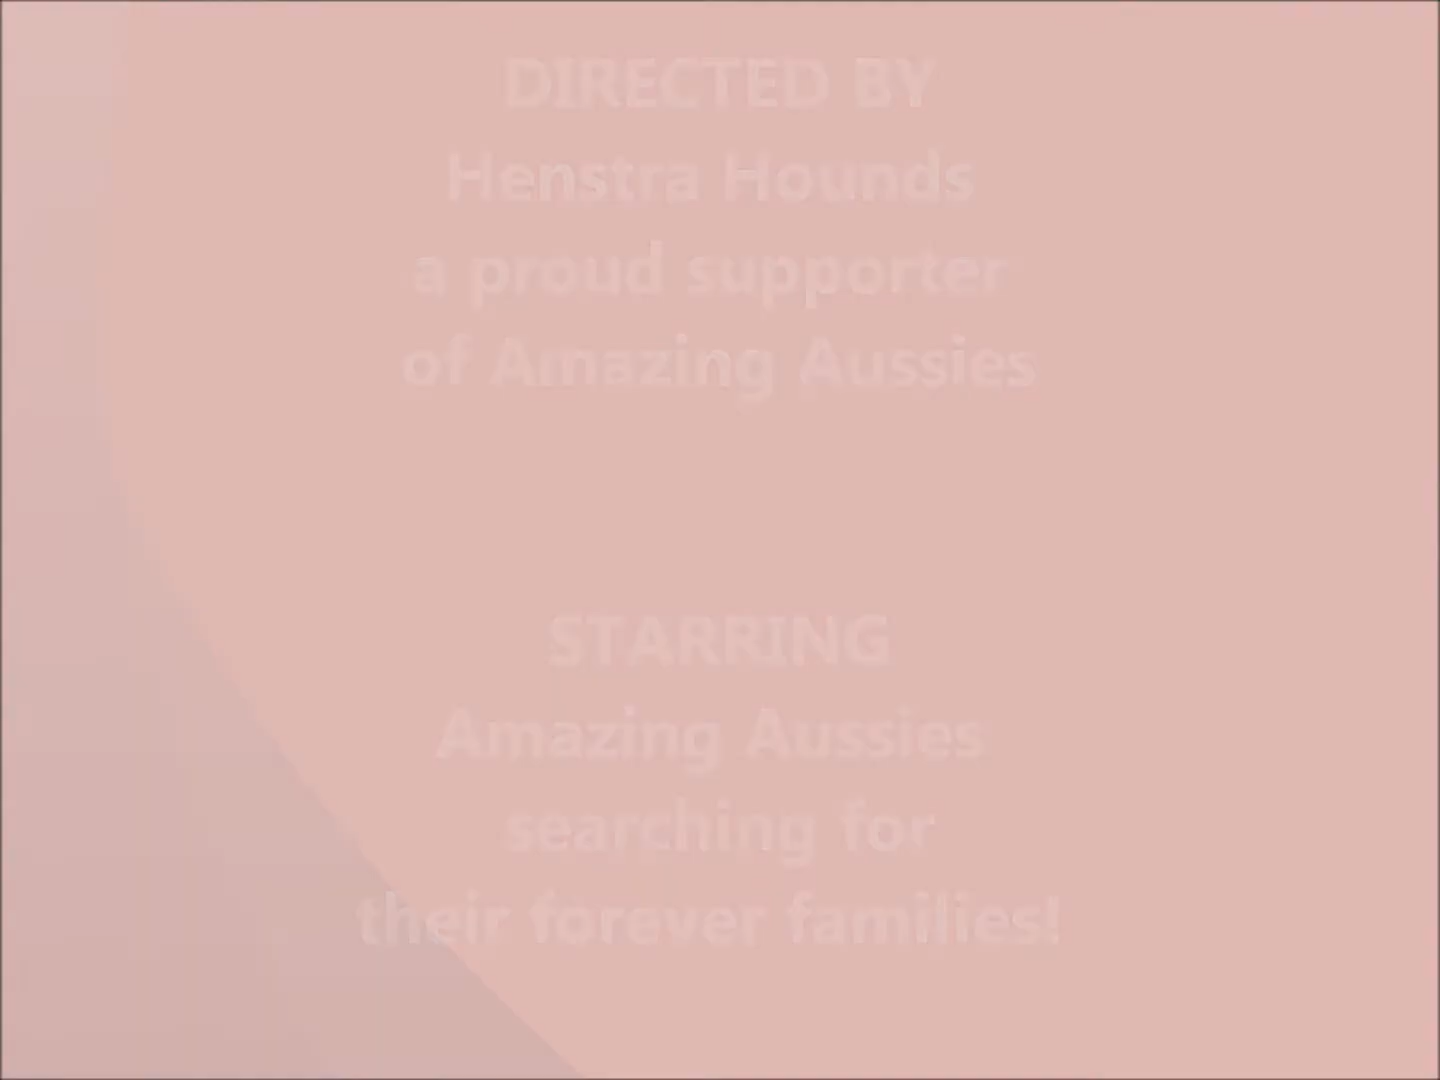 DIRECTED BY
Henstra Hounds
a proud supporter
of Amazing Aussies
STARRING
Amazing Aussies
searching for
their forever families!